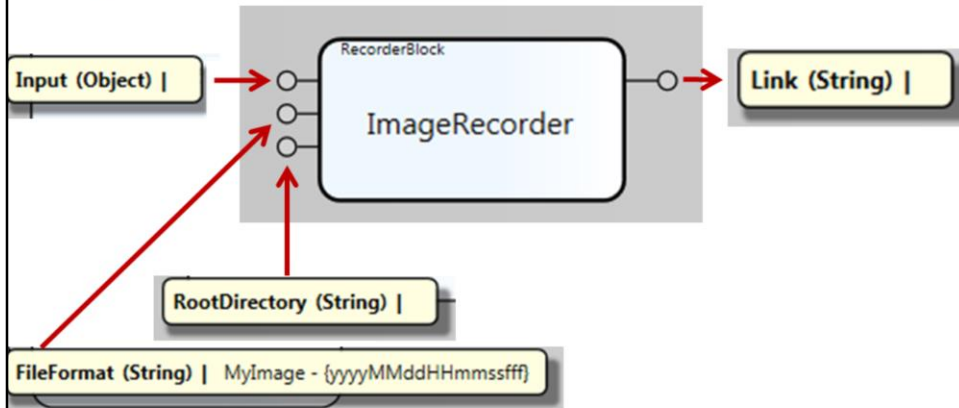 RecorderBlock
Input (Object) |
Link (String) |
ImageRecorder
RootDirectory (String) |
FileFormat (String) | MyImage - {yyyyMMddHHmmssfff}